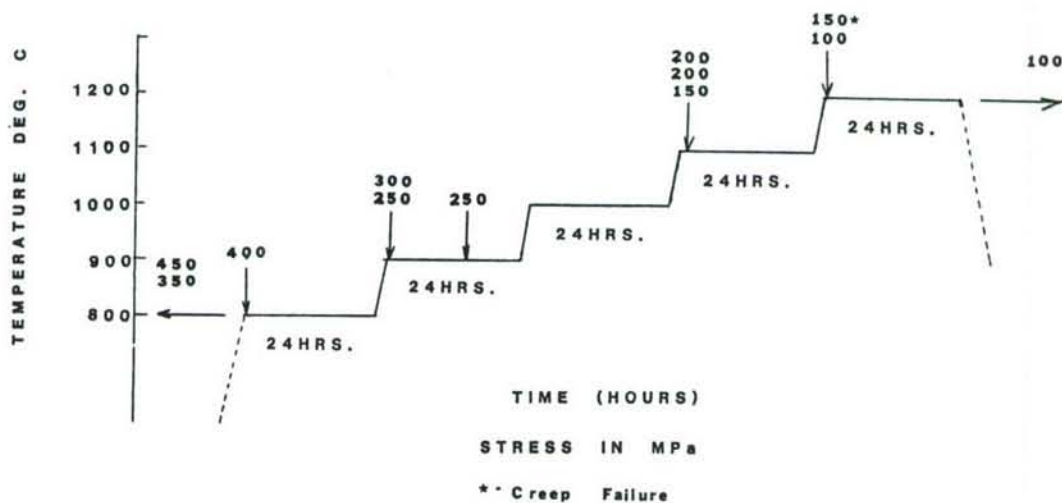 TEMPERATURE DEG. C
1200
1100
1000
900
800
450
350
400
24HRS.
300
250
250
24HRS.
24HRS.
200
200
150
24HRS.
150*
100
24HRS.
100
TIME (HOURS)
STRESS IN MPa
*- Creep Failure